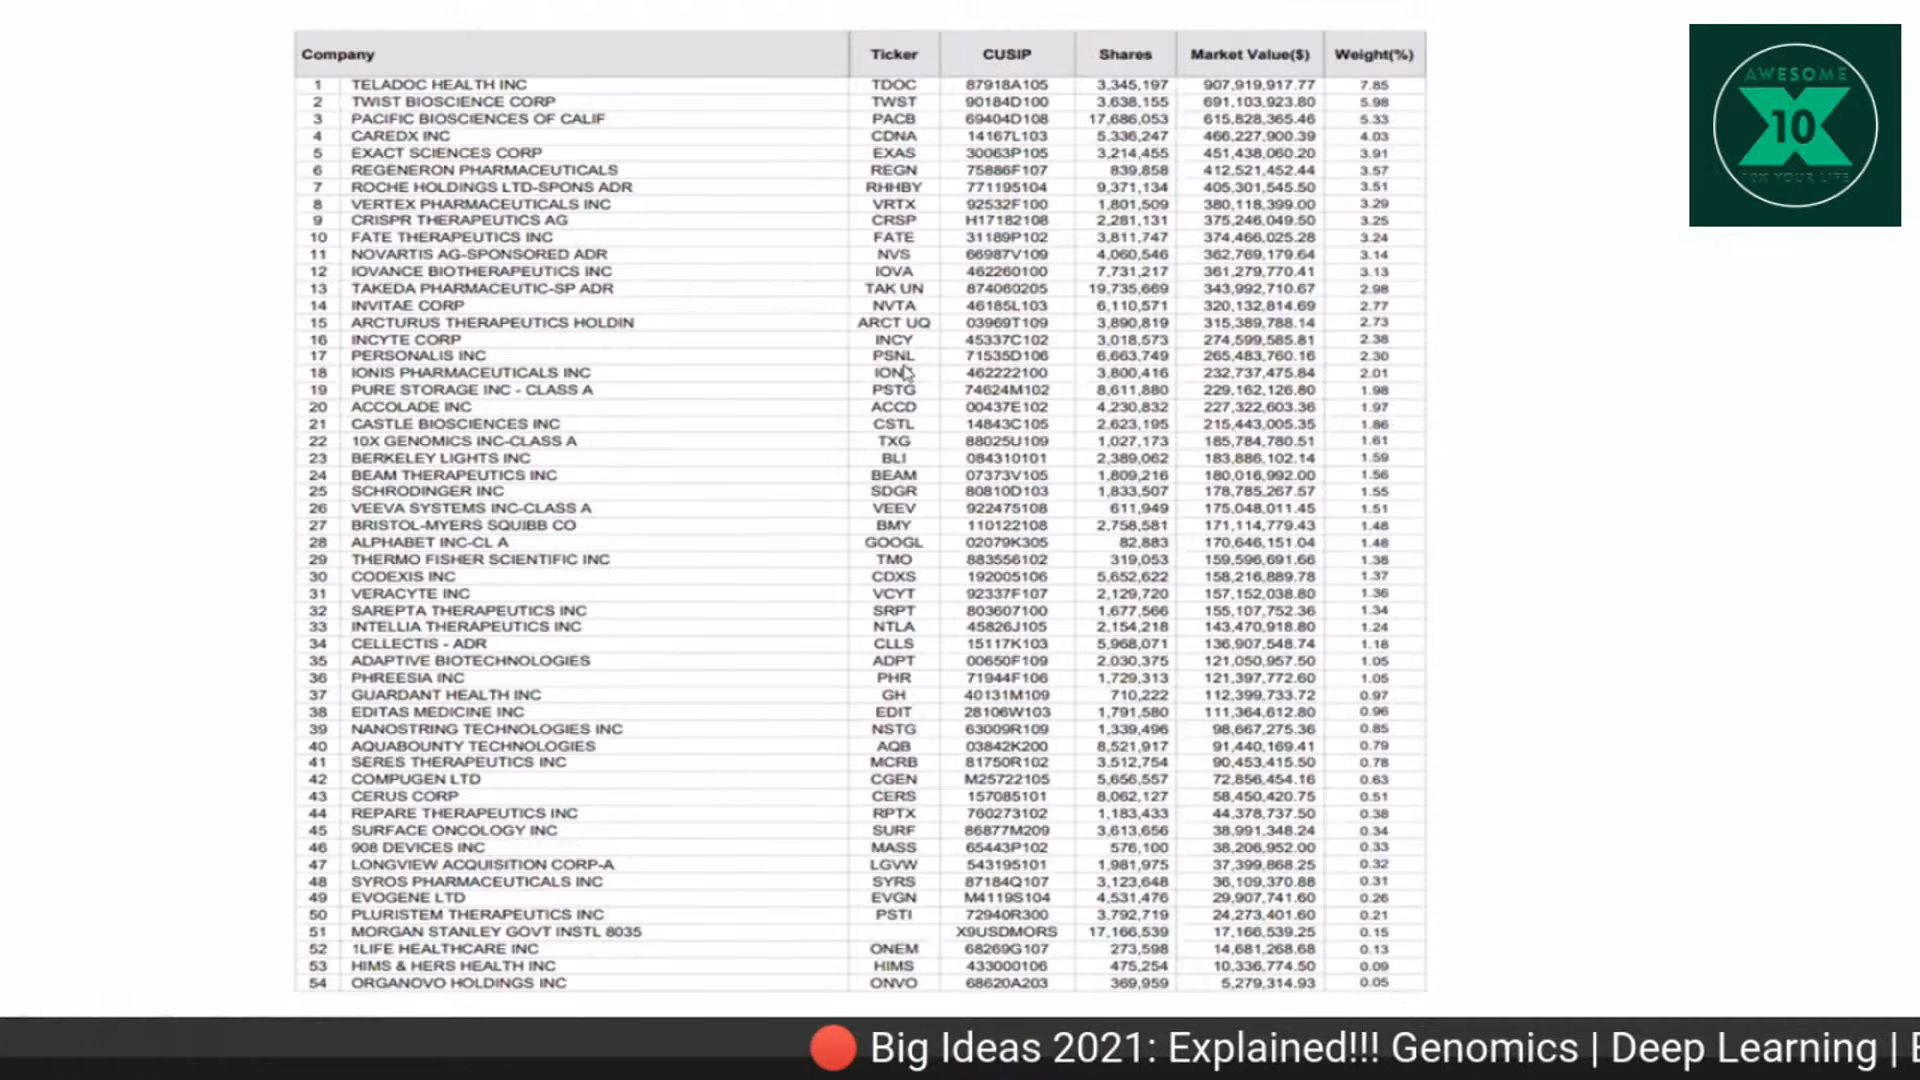 Company Ticker CUSIP Shares Market Value($) Weight(%)
1 TELADOC HEALTH INC TDOC 87918A105 3,345,197 907,919,917.77 7.85
2 TWIST BIOSCIENCE CORP TWST 90184D100 3,638,155 691,103,923.80 5.98
3 PACIFIC BIOSCIENCES OF CALIF PACB 69404D108 17,686,053 615,828,365.46 5.33
4 CAREDX INC CDNA 14167L103 5,336,247 466,227,900.39 4.03
5 EXACT SCIENCES CORP EXAS 30063P105 3,214,455 451,438,060.20 3.91
6 REGENERON PHARMACEUTICALS REGN 75886F107 839,858 412,521,452.44 3.57
7 ROCHE HOLDINGS LTD-SPONS ADR RHHBY 771195104 9,371,134 405,301,545.50 3.51
8 VERTEX PHARMACEUTICALS INC VRTX 92532F100 1,801,509 380,118,399.00 3.29
9 CRISPR THERAPEUTICS AG CRSP H17182108 2,281,131 375,246,049.50 3.25
10 FATE THERAPEUTICS INC FATE 31189P102 3,811,747 374,466,025.28 3.24
11 NOVARTIS AG-SPONSORED ADR NVS 66987V109 4,060,546 362,769,179.64 3.14
12 IOVANCE BIOTHERAPEUTICS INC IOVA 462260100 7,731,217 361,279,770.41 3.13
13 TAKEDA PHARMACEUTIC-SP ADR TAK UN 874060205 19,735,669 343,992,710.67 2.98
14 INVITAE CORP NVTA 46185L103 6,110,571 320,132,814.69 2.77
15 ARCTURUS THERAPEUTICS HOLDIN ARCT UQ 03969T109 3,890,819 315,389,788.14 2.73
16 INCYTE CORP INCY 45337C102 3,018,573 274,599,585.81 2.38
17 PERSONALIS INC PSNL 71535D106 6,663,749 265,483,760.16 2.30
18 IONIS PHARMACEUTICALS INC IONS 462222100 3,800,416 232,737,475.84 2.01
19 PURE STORAGE INC - CLASS A PSTG 74624M102 8,611,880 229,162,126.80 1.98
20 ACCOLADE INC ACCD 00437E102 4,230,832 227,322,603.36 1.97
21 CASTLE BIOSCIENCES INC CSTL 14843C105 2,623,195 215,443,005.35 1.86
22 10X GENOMICS INC-CLASS A TXG 88025U109 1,027,173 185,784,780.51 1.61
23 BERKELEY LIGHTS INC BLI 084310101 2,389,062 183,886,102.14 1.59
24 BEAM THERAPEUTICS INC BEAM 07373V105 1,809,216 180,016,992.00 1.56
25 SCHRODINGER INC SDGR 80810D103 1,833,507 178,785,267.57 1.55
26 VEEVA SYSTEMS INC-CLASS A VEEV 922475108 611,949 175,048,011.45 1.51
27 BRISTOL-MYERS SQUIBB CO BMY 110122108 2,758,581 171,114,779.43 1.48
28 ALPHABET INC-CL A GOOGL 02079K305 82,883 170,646,151.04 1.48
29 THERMO FISHER SCIENTIFIC INC TMO 883556102 319,053 159,596,691.66 1.38
30 CODEXIS INC CDXS 192005106 5,652,622 158,216,889.78 1.37
31 VERACYTE INC VCYT 92337F107 2,129,720 157,152,038.80 1.36
32 SAREPTA THERAPEUTICS INC SRPT 803607100 1,677,566 155,107,752.36 1.34
33 INTELLIA THERAPEUTICS INC NTLA 45826J105 2,154,218 143,470,918.80 1.24
34 CELLECTIS - ADR CLLS 15117K103 5,968,071 136,907,548.74 1.18
35 ADAPTIVE BIOTECHNOLOGIES ADPT 00650F109 2,030,375 121,050,957.50 1.05
36 PHREESIA INC PHR 71944F106 1,729,313 121,397,772.60 1.05
37 GUARDANT HEALTH INC GH 40131M109 710,222 112,399,733.72 0.97
38 EDITAS MEDICINE INC EDIT 28106W103 1,791,580 111,364,612.80 0.96
39 NANOSTRING TECHNOLOGIES INC NSTG 63009R109 1,339,496 98,667,275.36 0.85
40 AQUABOUNTY TECHNOLOGIES AQB 03842K200 8,521,917 91,440,169.41 0.79
41 SERES THERAPEUTICS INC MCRB 81750R102 3,512,754 90,453,415.50 0.78
42 COMPUGEN LTD CGEN M25722105 5,656,557 72,856,454.16 0.63
43 CERUS CORP CERS 157085101 8,062,127 58,450,420.75 0.51
44 REPARE THERAPEUTICS INC RPTX 760273102 1,183,433 44,378,737.50 0.38
45 SURFACE ONCOLOGY INC SURF 86877M209 3,613,656 38,991,348.24 0.34
46 908 DEVICES INC MASS 65443P102 576,100 38,206,952.00 0.33
47 LONGVIEW ACQUISITION CORP-A LGVW 543195101 1,981,975 37,399,868.25 0.32
48 SYROS PHARMACEUTICALS INC SYRS 87184Q107 3,123,648 36,109,370.88 0.31
49 EVOGENE LTD EVGN M4119S104 4,531,476 29,907,741.60 0.26
50 PLURISTEM THERAPEUTICS INC PSTI 72940R300 3,792,719 24,273,401.60 0.21
51 MORGAN STANLEY GOVT INSTL 8035 X9USDMORS 17,166,539 17,166,539.25 0.15
52 1LIFE HEALTHCARE INC ONEM 68269G107 273,598 14,681,268.68 0.13
53 HIMS & HERS HEALTH INC HIMS 433000106 475,254 10,336,774.50 0.09
54 ORGANOVO HOLDINGS INC ONVO 68620A203 369,959 5,279,314.93 0.05
AWESOME
10
10X YOUR LIFE
Big Ideas 2021: Explained!!! Genomics | Deep Learning |